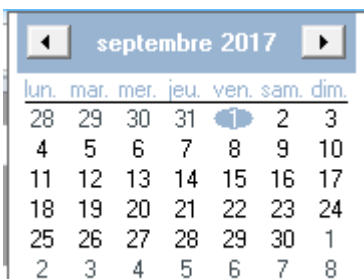 septembre 2017
lun. mar. mer. jeu. ven. sam. dim.
28 29 30 31 1 2 3
4 5 6 7 8 9 10
11 12 13 14 15 16 17
18 19 20 21 22 23 24
25 26 27 28 29 30 1
2 3 4 5 6 7 8